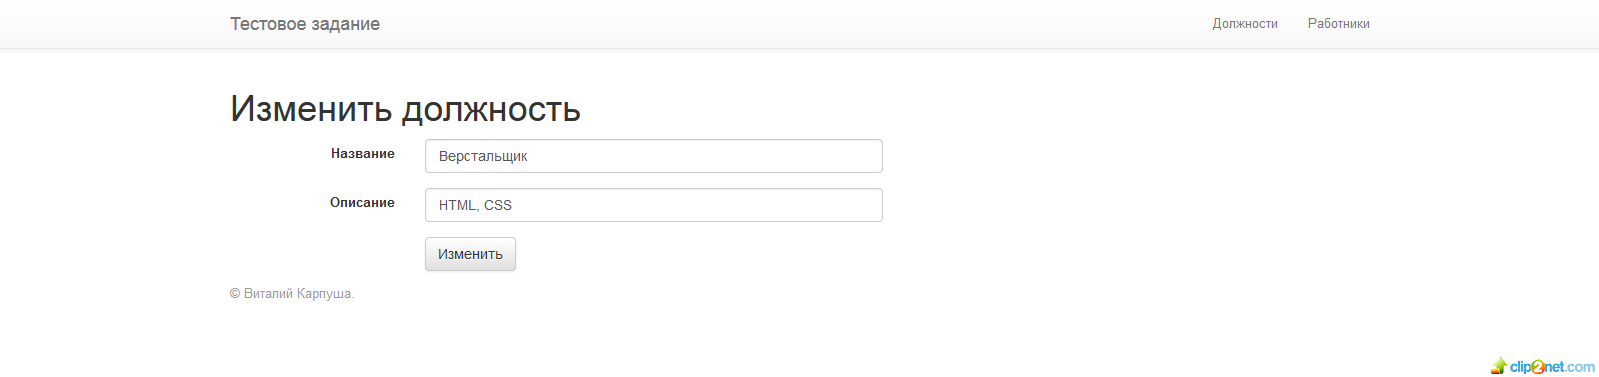 Тестовое задание
Должности
Работники
Изменить должность
Название
Верстальщик
Описание
HTML, CSS
Изменить
© Виталий Карпуша.
clip2net.com